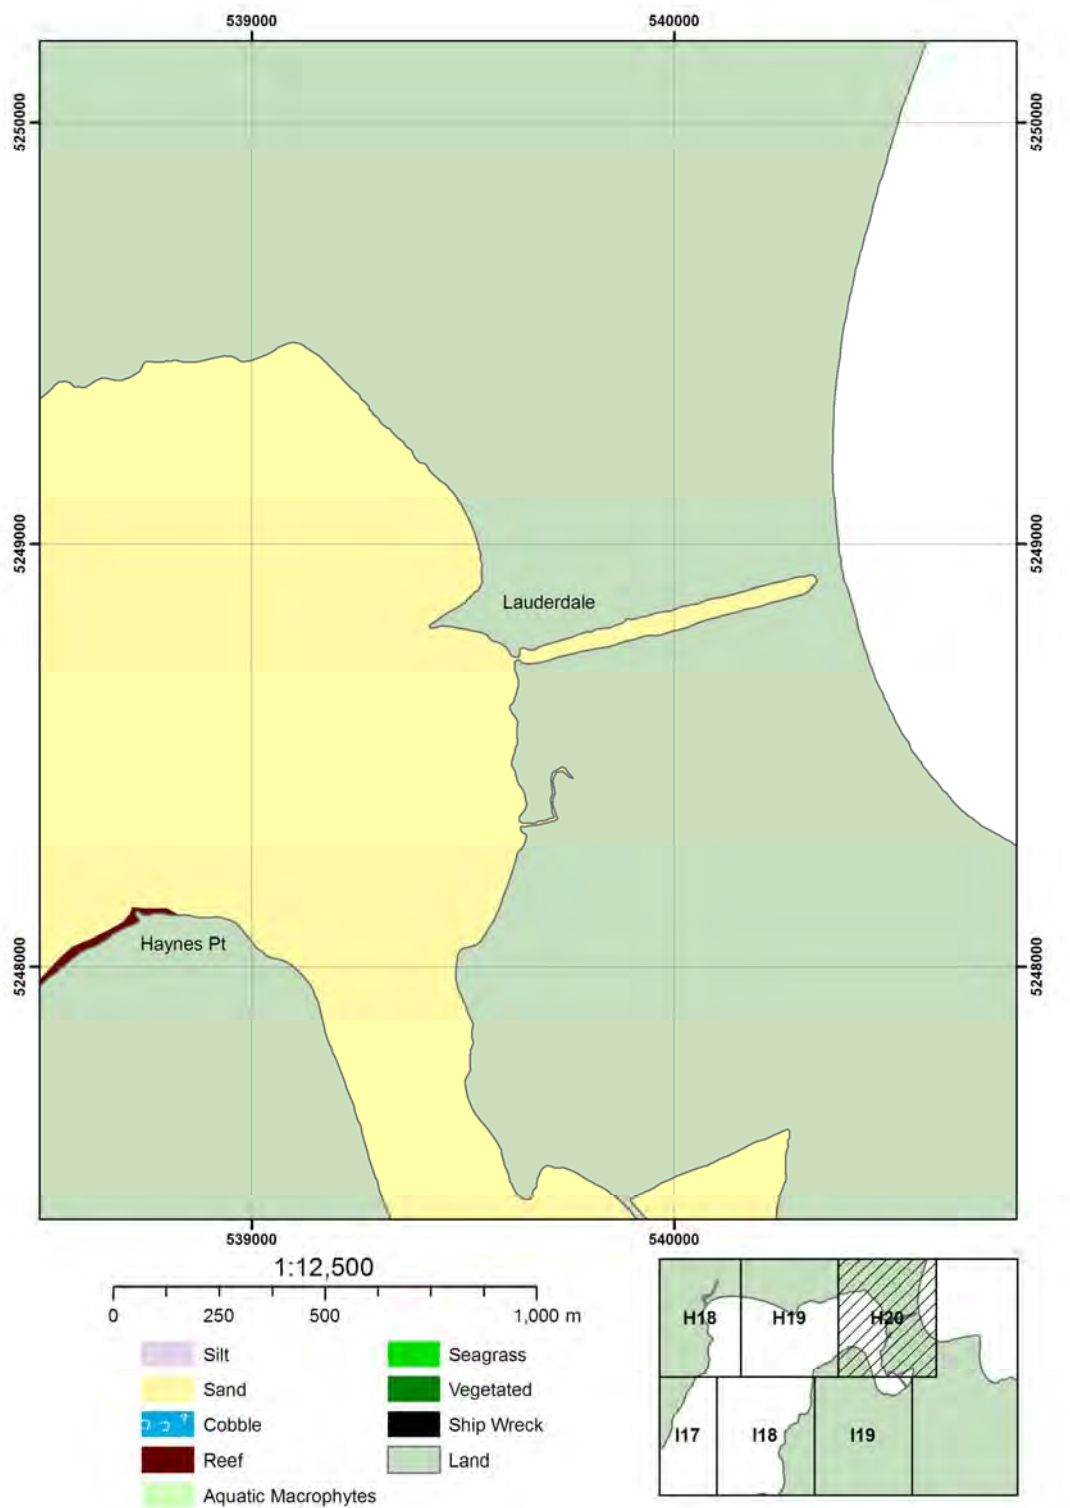 539000 540000
5250000 5250000
5249000 5249000
Lauderdale
Haynes Pt
5248000 5248000
539000 540000
1:12,500
0 250 500 1,000 m
Silt Seagrass
Sand Vegetated
Cobble Ship Wreck
Reef Land
Aquatic Macrophytes
H18 H19 H20
I17 I18 I19